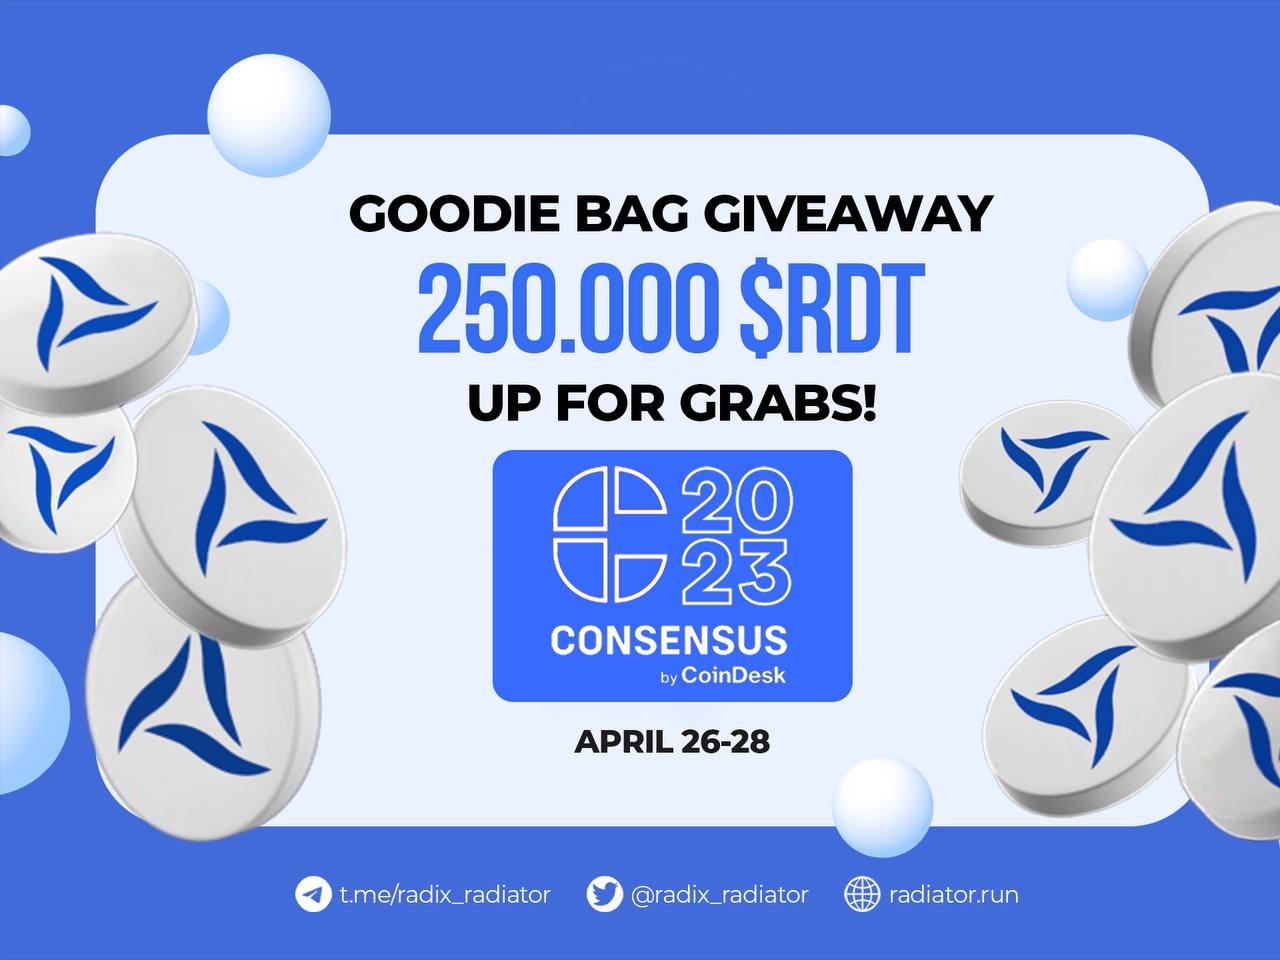 GOODIE BAG GIVEAWAY
250.000 $RDT
UP FOR GRABS!
20
23
CONSENSUS
by CoinDesk
APRIL 26-28
t.me/radix_radiator @radix_radiator radiator.run